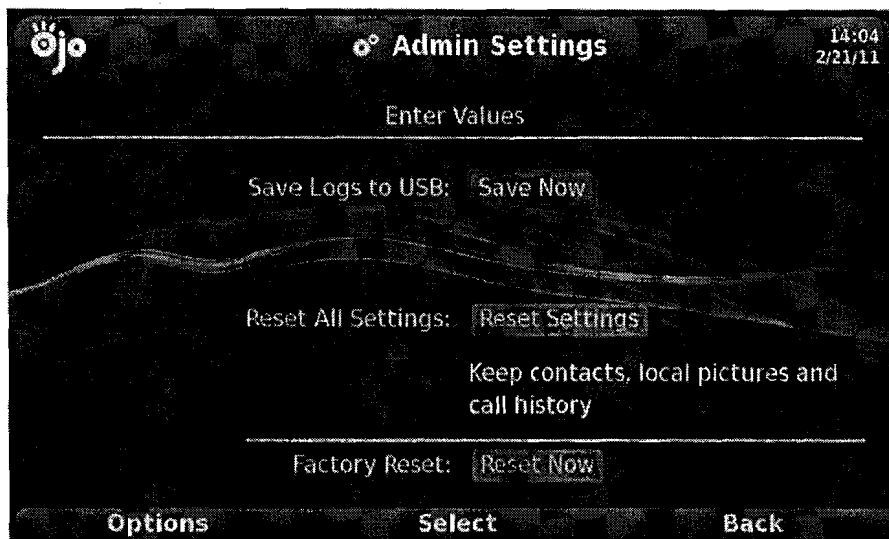 Ojo
Admin Settings
14:04
2/21/11
Enter Values
Save Logs to USB: Save Now
Reset All Settings: Reset Settings
Keep contacts, local pictures and
call history
Factory Reset: Reset Now
Options Select Back